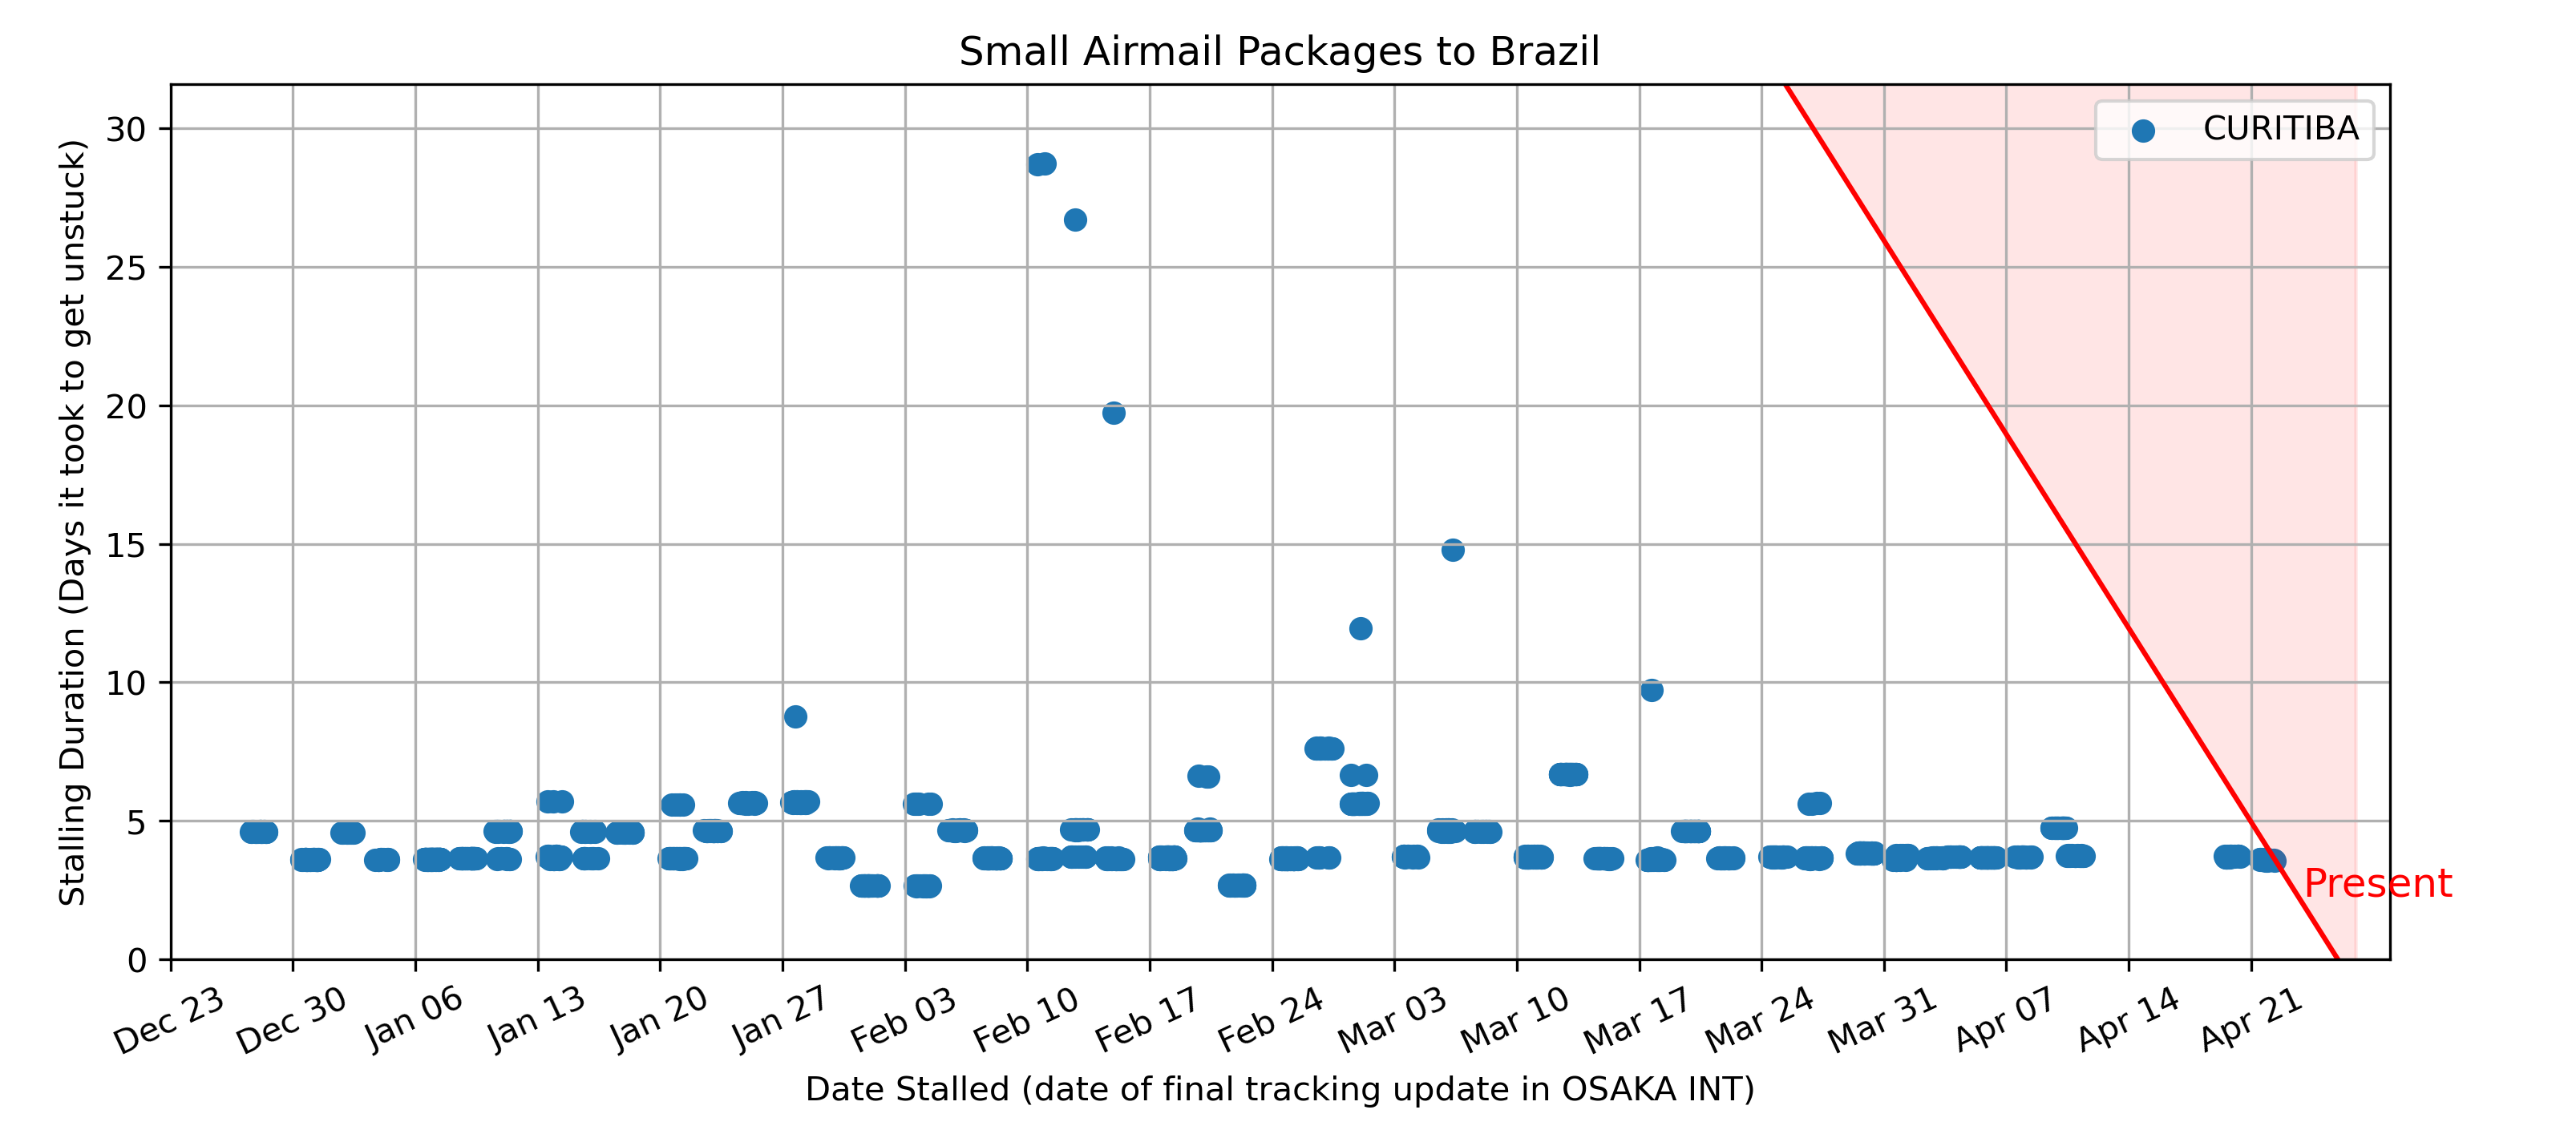 Small Airmail Packages to Brazil
Stalling Duration (Days it took to get unstuck)
30
25
20
15
10
5
0
CURITIBA
Present
Dec 23
Dec 30
Jan 06
Jan 13
Jan 20
Jan 27
Feb 03
Feb 10
Feb 17
Feb 24
Mar 03
Mar 10
Mar 17
Mar 24
Mar 31
Apr 07
Apr 14
Apr 21
Date Stalled (date of final tracking update in OSAKA INT)